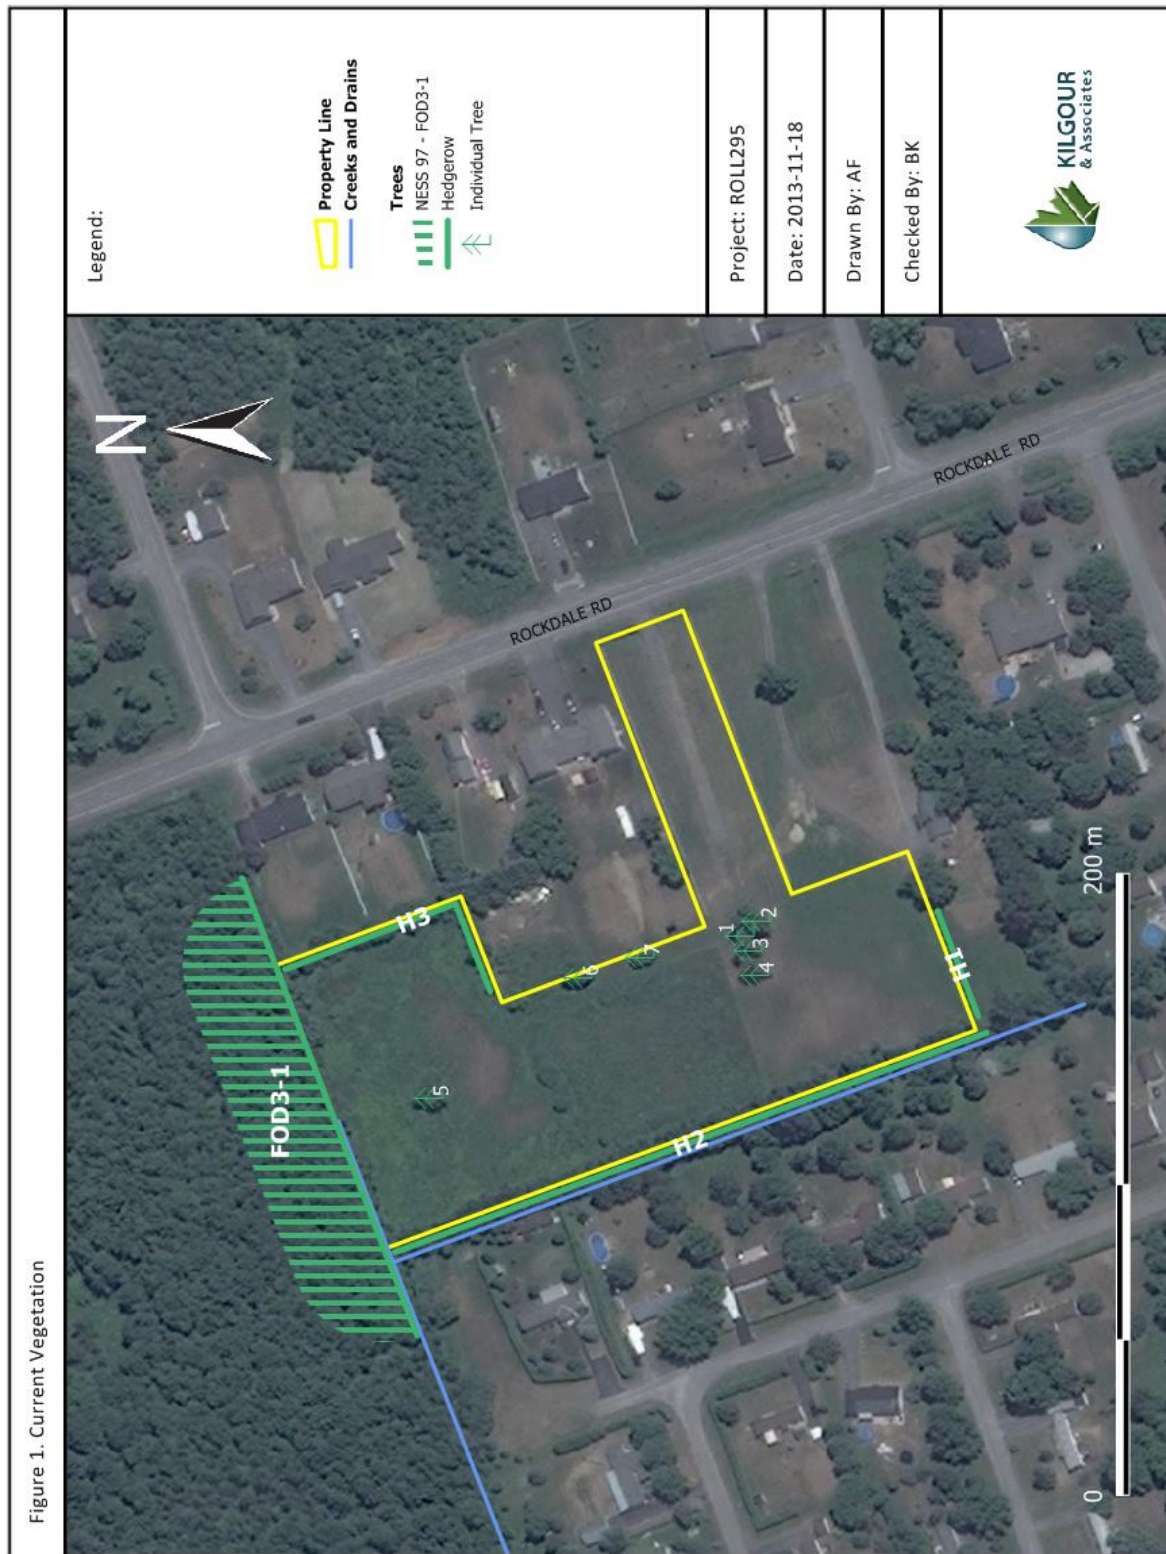 Figure 1. Current Vegetation
Legend:
Property Line
Creeks and Drains
Trees
NESS 97 - FOD3-1
Hedgerow
Individual Tree
Project: ROLL295
Date: 2013-11-18
Drawn By: AF
Checked By: BK
KILGOUR
& Associates
N
FOD3-1
H3
H2
H1
ROCKDALE RD
ROCKDALE RD
1
2
3
4
5
6
7
0
200 m